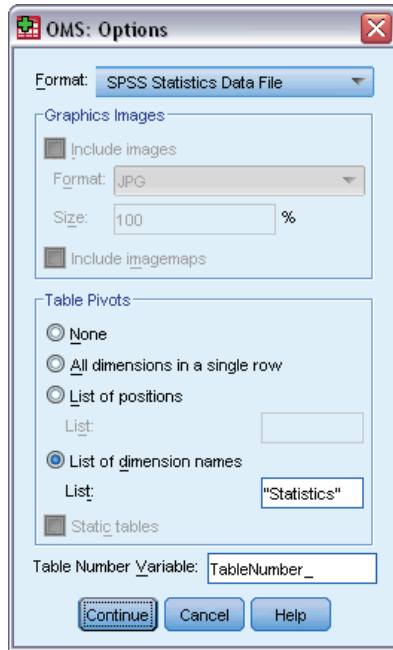 OMS: Options
Format: SPSS Statistics Data File
Graphics Images
Include images
Format: JPG
Size: 100 %
Include imagemaps
Table Pivots
None
All dimensions in a single row
List of positions
List:
List of dimension names
List: "Statistics"
Static tables
Table Number Variable: TableNumber_
Continue Cancel Help